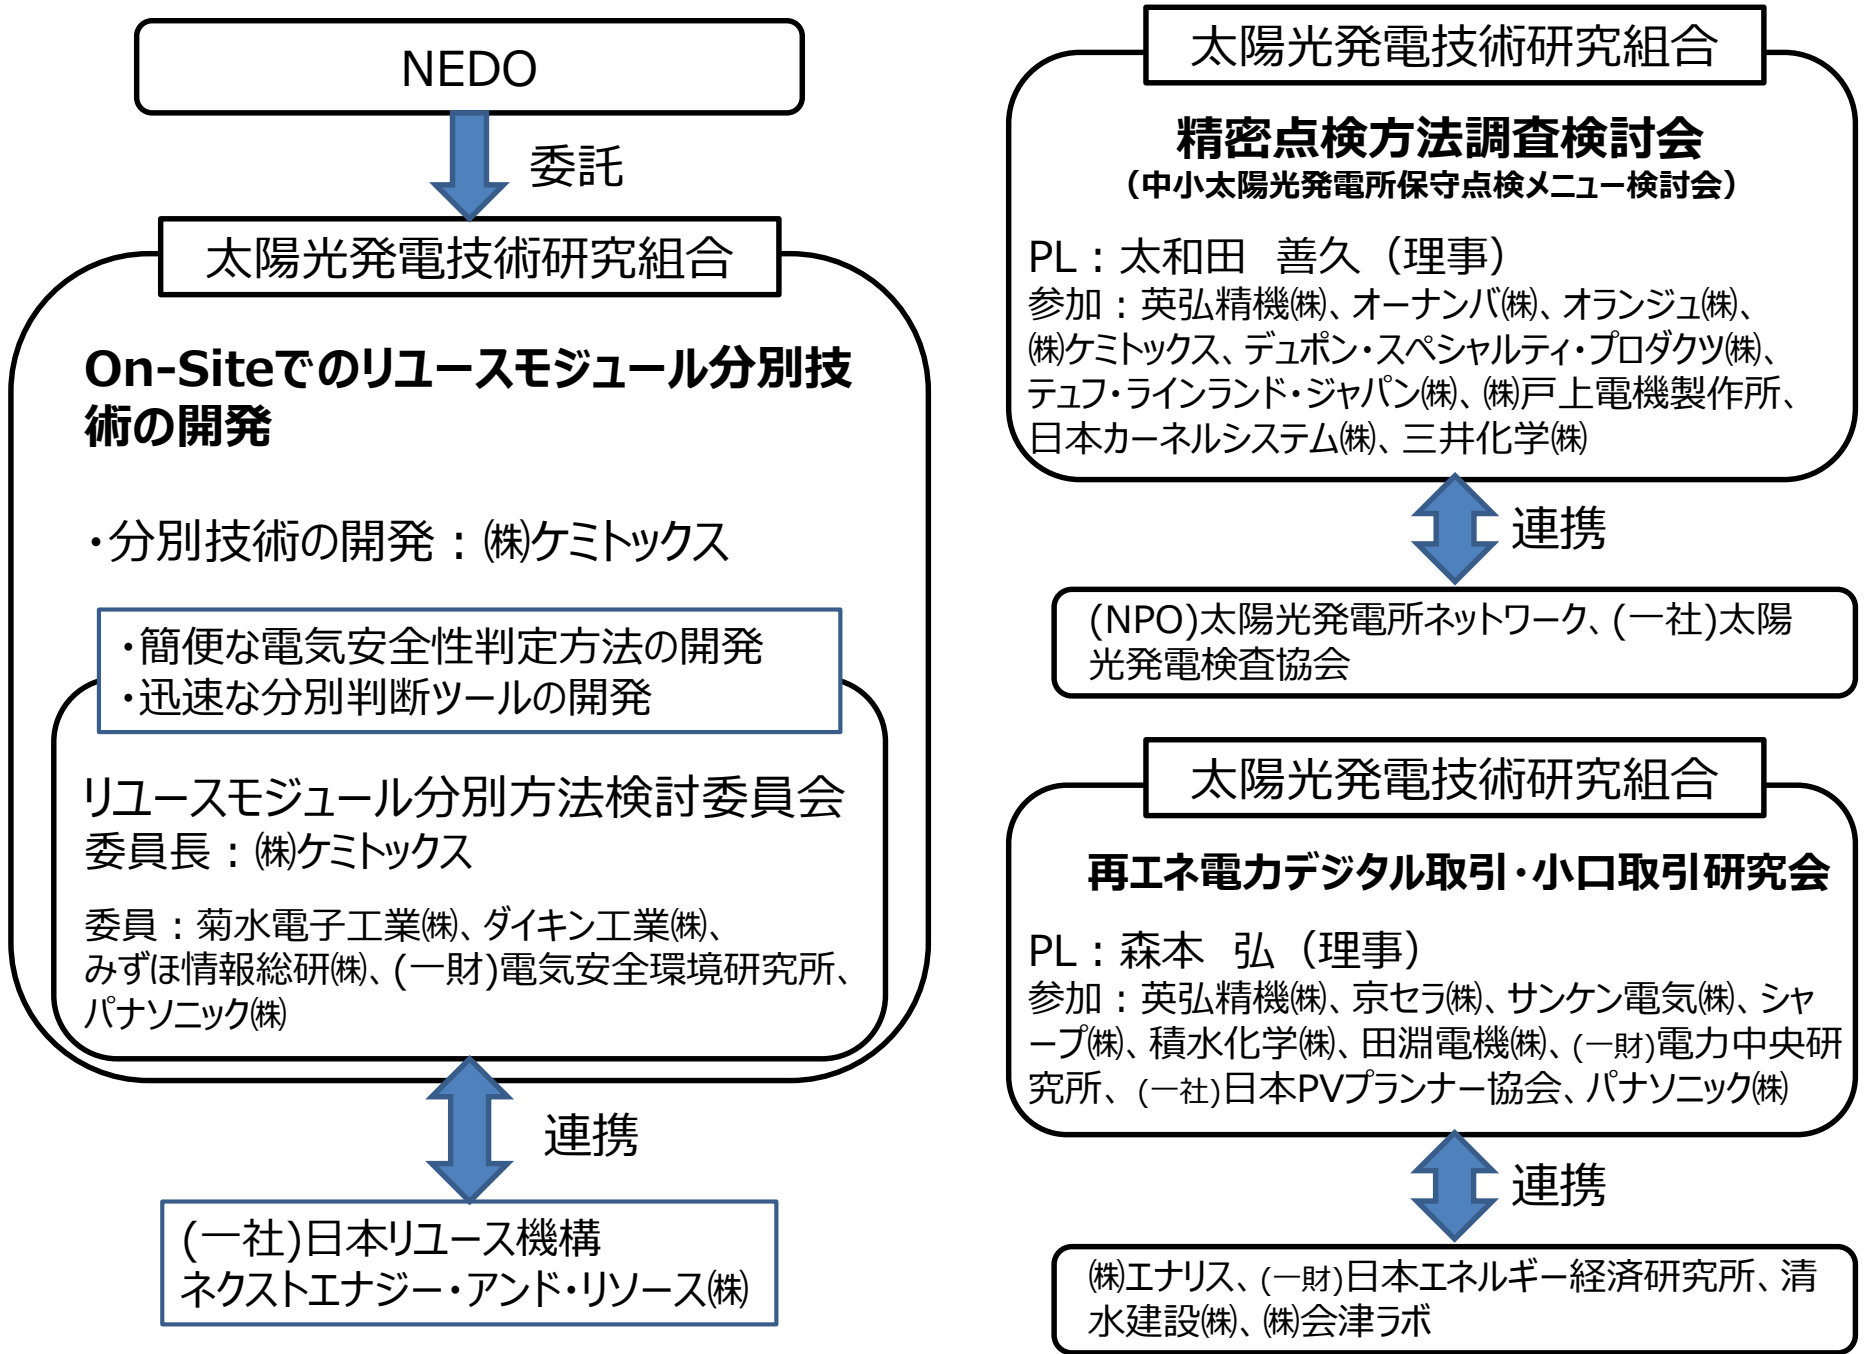 NEDO
委託
太陽光発電技術研究組合
On-Siteでのリユースモジュール分別技
術の開発
・分別技術の開発：㈱ケミトックス
・簡便な電気安全性判定方法の開発
・迅速な分別判断ツールの開発
リユースモジュール分別方法検討委員会
委員長：㈱ケミトックス
委員：菊水電子工業㈱、ダイキン工業㈱、
みずほ情報総研㈱、(一財)電気安全環境研究所、
パナソニック㈱
連携
(一社)日本リユース機構
ネクストエナジー・アンド・リソース㈱
太陽光発電技術研究組合
精密点検方法調査検討会
（中小太陽光発電所保守点検メニュー検討会）
PL：太和田　善久（理事）
参加：英弘精機㈱、オーナンバ㈱、オランジュ㈱、
㈱ケミトックス、デュポン・スペシャルティ・プロダクツ㈱、
テュフ・ラインランド・ジャパン㈱、㈱戸上電機製作所、
日本カーネルシステム㈱、三井化学㈱
連携
(NPO)太陽光発電所ネットワーク、(一社)太陽
光発電検査協会
太陽光発電技術研究組合
再エネ電力デジタル取引・小口取引研究会
PL：森本　弘（理事）
参加：英弘精機㈱、京セラ㈱、サンケン電気㈱、シャ
ープ㈱、積水化学㈱、田淵電機㈱、(一財)電力中央研
究所、(一社)日本PVプランナー協会、パナソニック㈱
連携
㈱エナリス、(一財)日本エネルギー経済研究所、清
水建設㈱、㈱会津ラボ